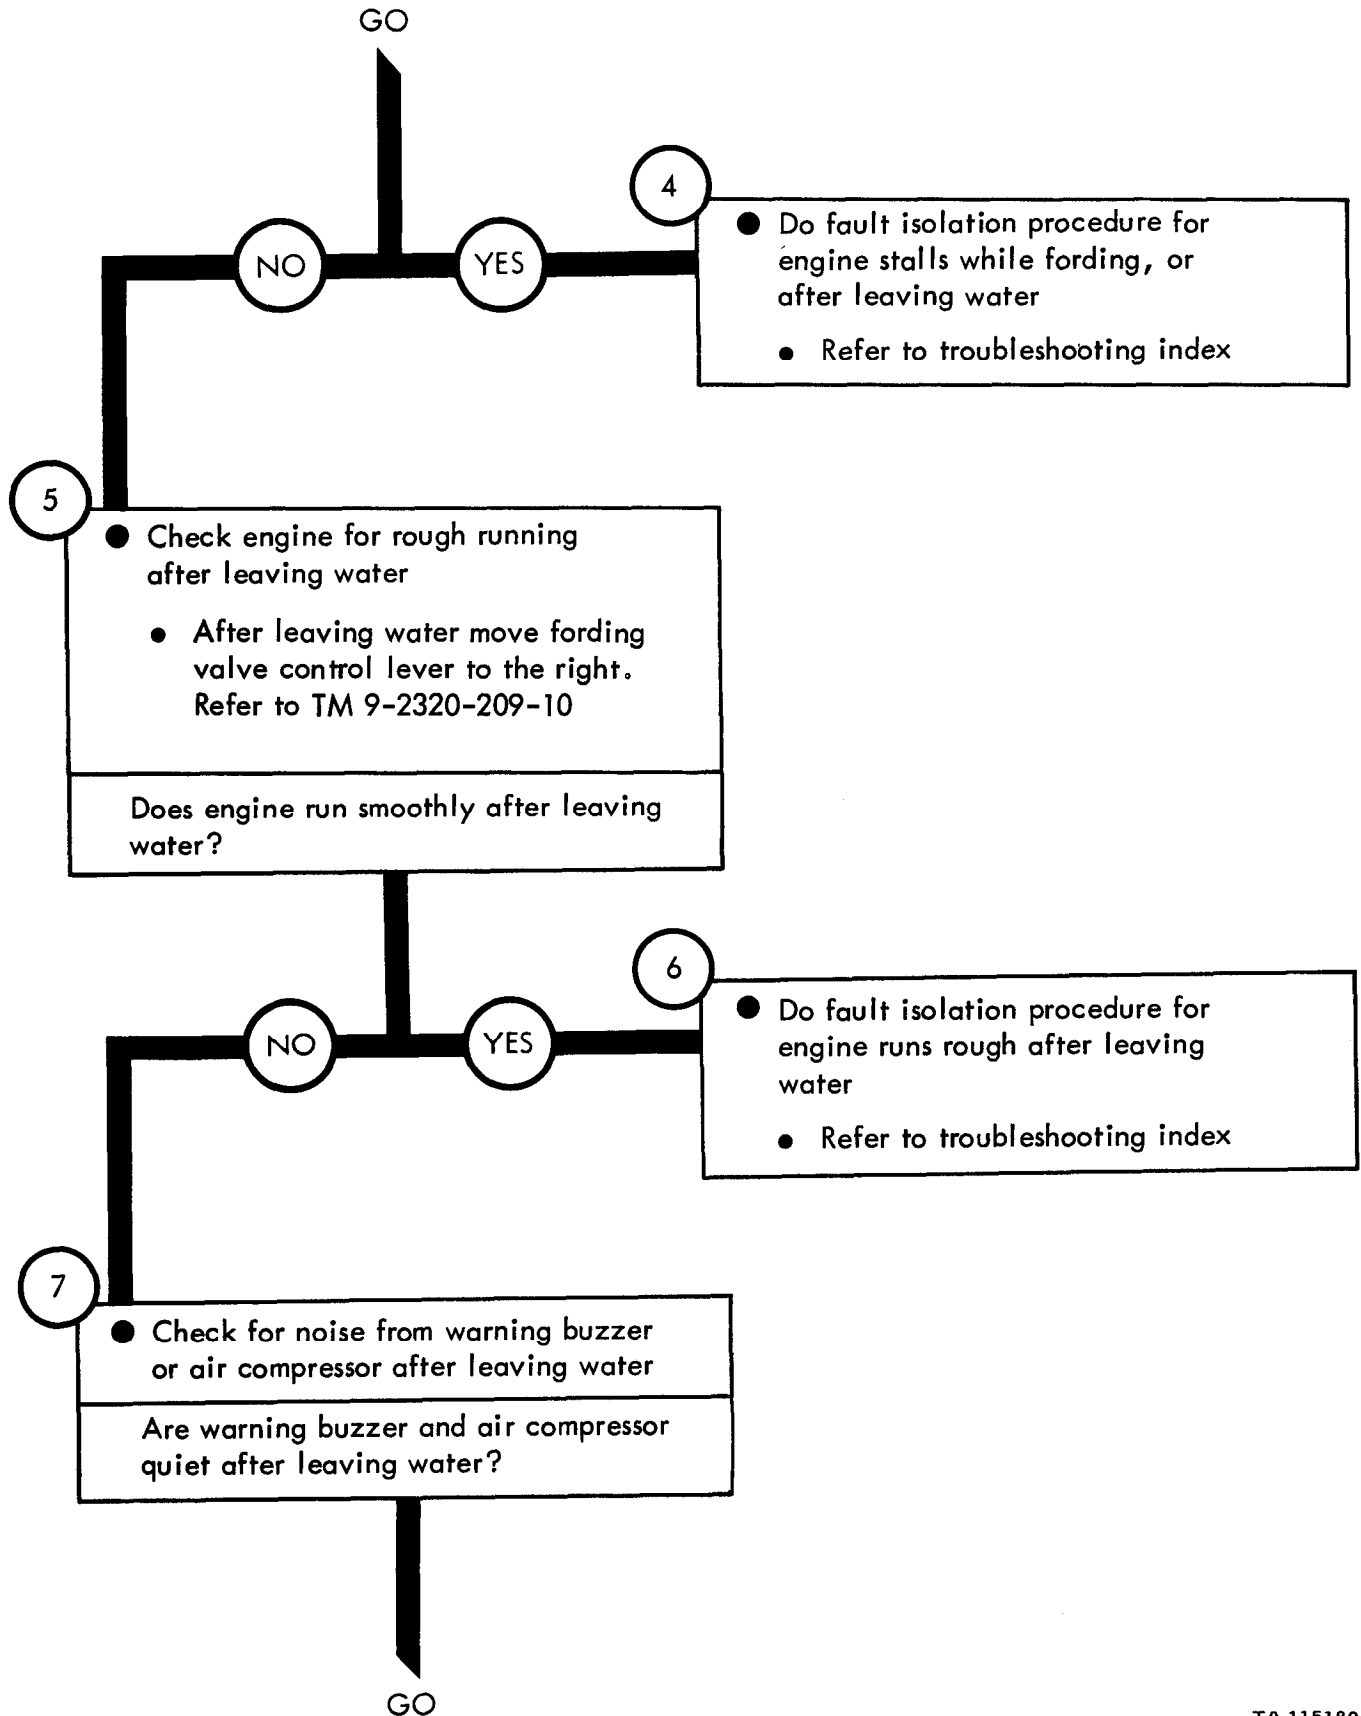 GO
4
NO
YES
● Do fault isolation procedure for
engine stalls while fording, or
after leaving water
● Refer to troubleshooting index
5
● Check engine for rough running
after leaving water
● After leaving water move fording
valve control lever to the right.
Refer to TM 9-2320-209-10
Does engine run smoothly after leaving
water?
6
NO
YES
● Do fault isolation procedure for
engine runs rough after leaving
water
● Refer to troubleshooting index
7
● Check for noise from warning buzzer
or air compressor after leaving water
Are warning buzzer and air compressor
quiet after leaving water?
GO